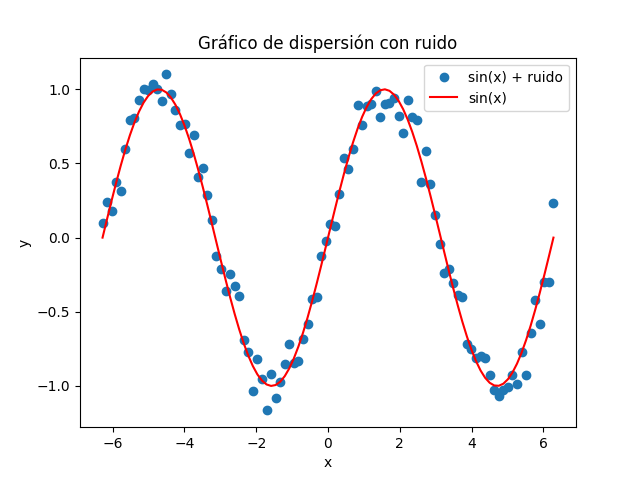 Gráfico de dispersión con ruido
sin(x) + ruido
sin(x)
1.0
0.5
0.0
−0.5
−1.0
y
−6 −4 −2 0 2 4 6
x